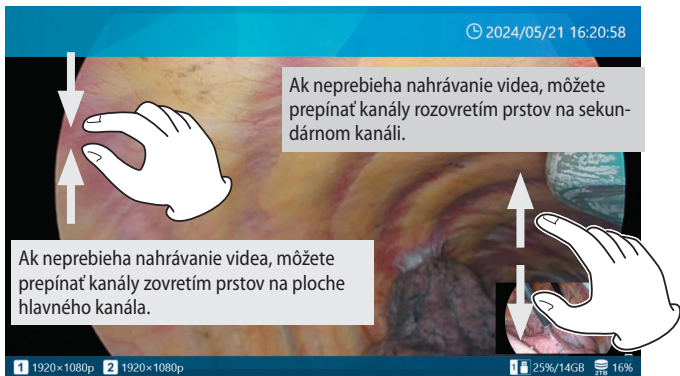 2024/05/21 16:20:58
Ak neprebieha nahrávanie videa, môžete
prepínať kanály rozovretím prstov na sekun-
dárnom kanáli.
Ak neprebieha nahrávanie videa, môžete
prepínať kanály zovretím prstov na ploche
hlavného kanála.
1 1920×1080p 2 1920×1080p
1 25%/14GB 2TB 16%